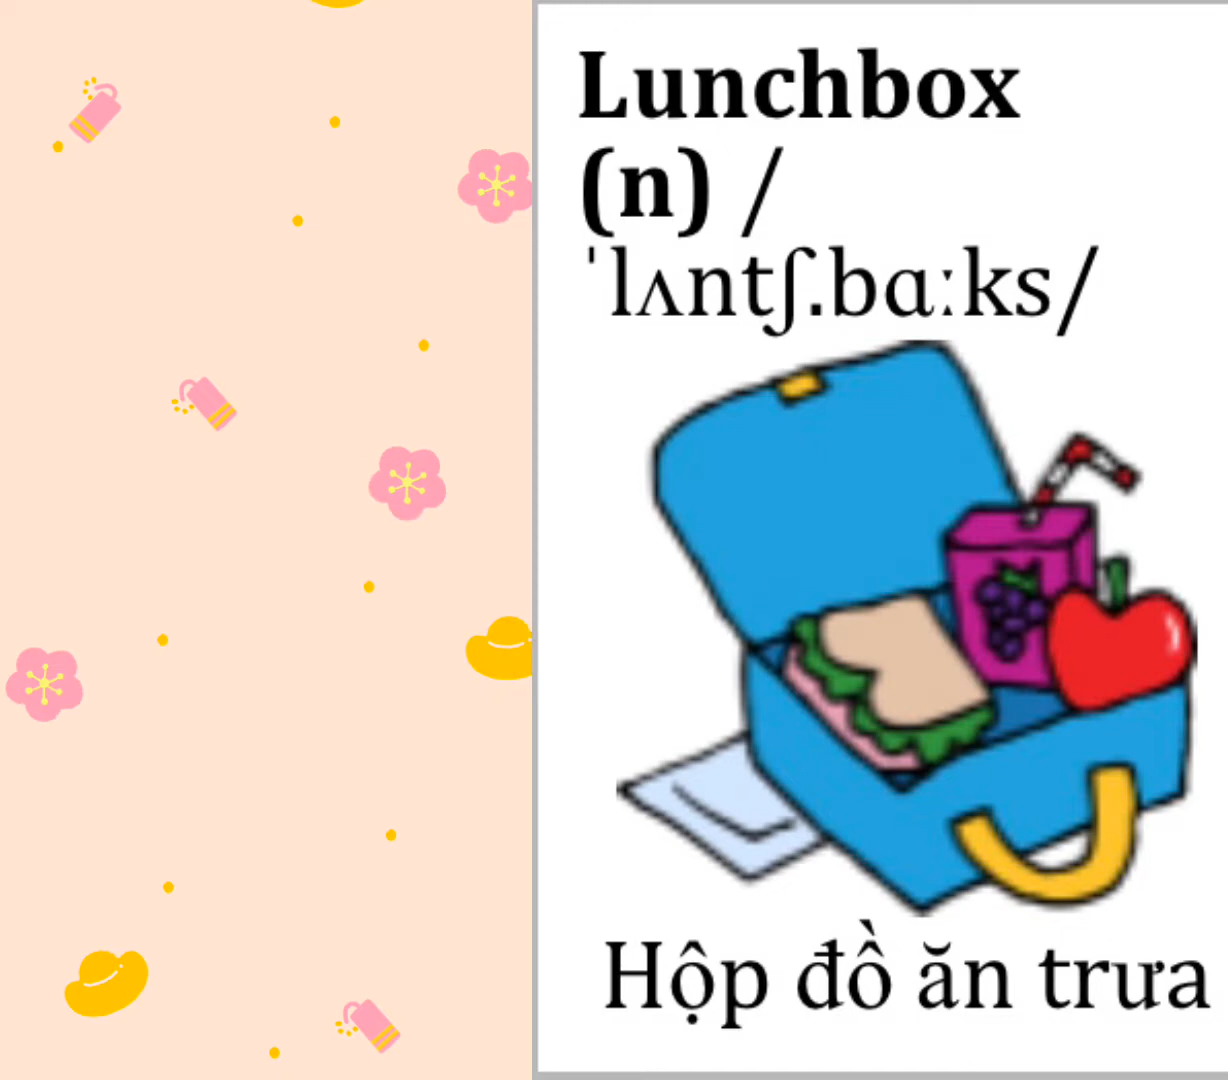 Lunchbox
(n) /
ˈlʌntʃ.bɑːks/
Hộp đồ ăn trưa